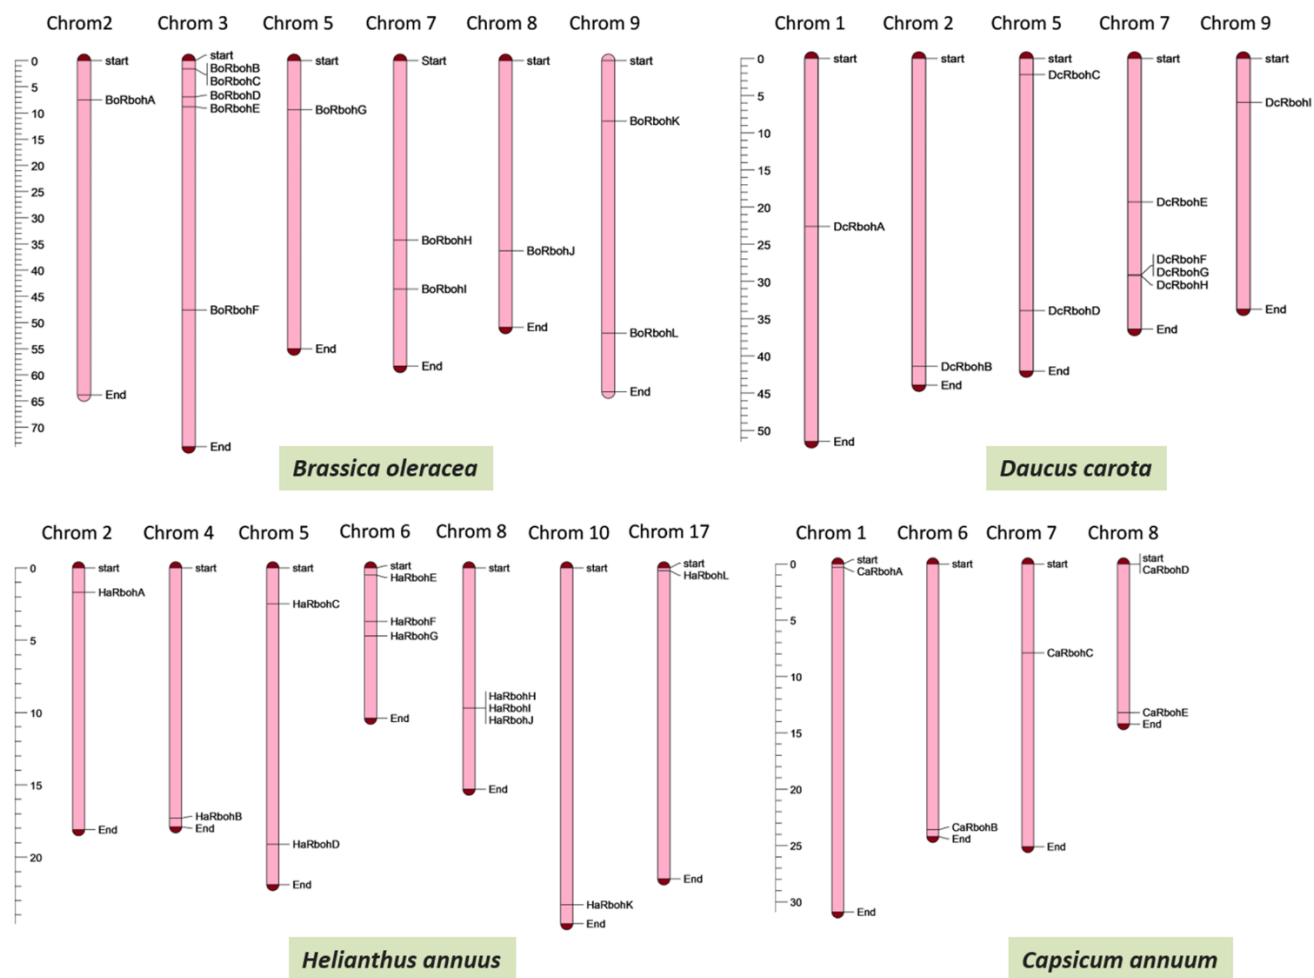 Chrom2 Chrom 3 Chrom 5 Chrom 7 Chrom 8 Chrom 9
0
5
10
15
20
25
30
35
40
45
50
55
60
65
70
start
BoRbohA
End
start
BoRbohB
BoRbohC
BoRbohD
BoRbohE
BoRbohF
End
start
BoRbohG
End
Start
BoRbohH
BoRbohI
End
start
BoRbohJ
End
start
BoRbohK
BoRbohL
End
Brassica oleracea
Chrom 1 Chrom 2 Chrom 5 Chrom 7 Chrom 9
0
5
10
15
20
25
30
35
40
45
50
start
DcRbohA
End
start
DcRbohB
End
start
DcRbohC
DcRbohD
End
start
DcRbohE
DcRbohF
DcRbohG
DcRbohH
End
start
DcRbohI
End
Daucus carota
Chrom 2 Chrom 4 Chrom 5 Chrom 6 Chrom 8 Chrom 10 Chrom 17
0
5
10
15
20
start
HaRbohA
End
start
HaRbohB
End
start
HaRbohC
HaRbohD
End
start
HaRbohE
HaRbohF
HaRbohG
End
start
HaRbohH
HaRbohI
HaRbohJ
End
start
HaRbohK
End
start
HaRbohL
End
Helianthus annuus
Chrom 1 Chrom 6 Chrom 7 Chrom 8
0
5
10
15
20
25
30
start
CaRbohA
End
start
CaRbohB
End
start
CaRbohC
End
start
CaRbohD
CaRbohE
End
Capsicum annuum